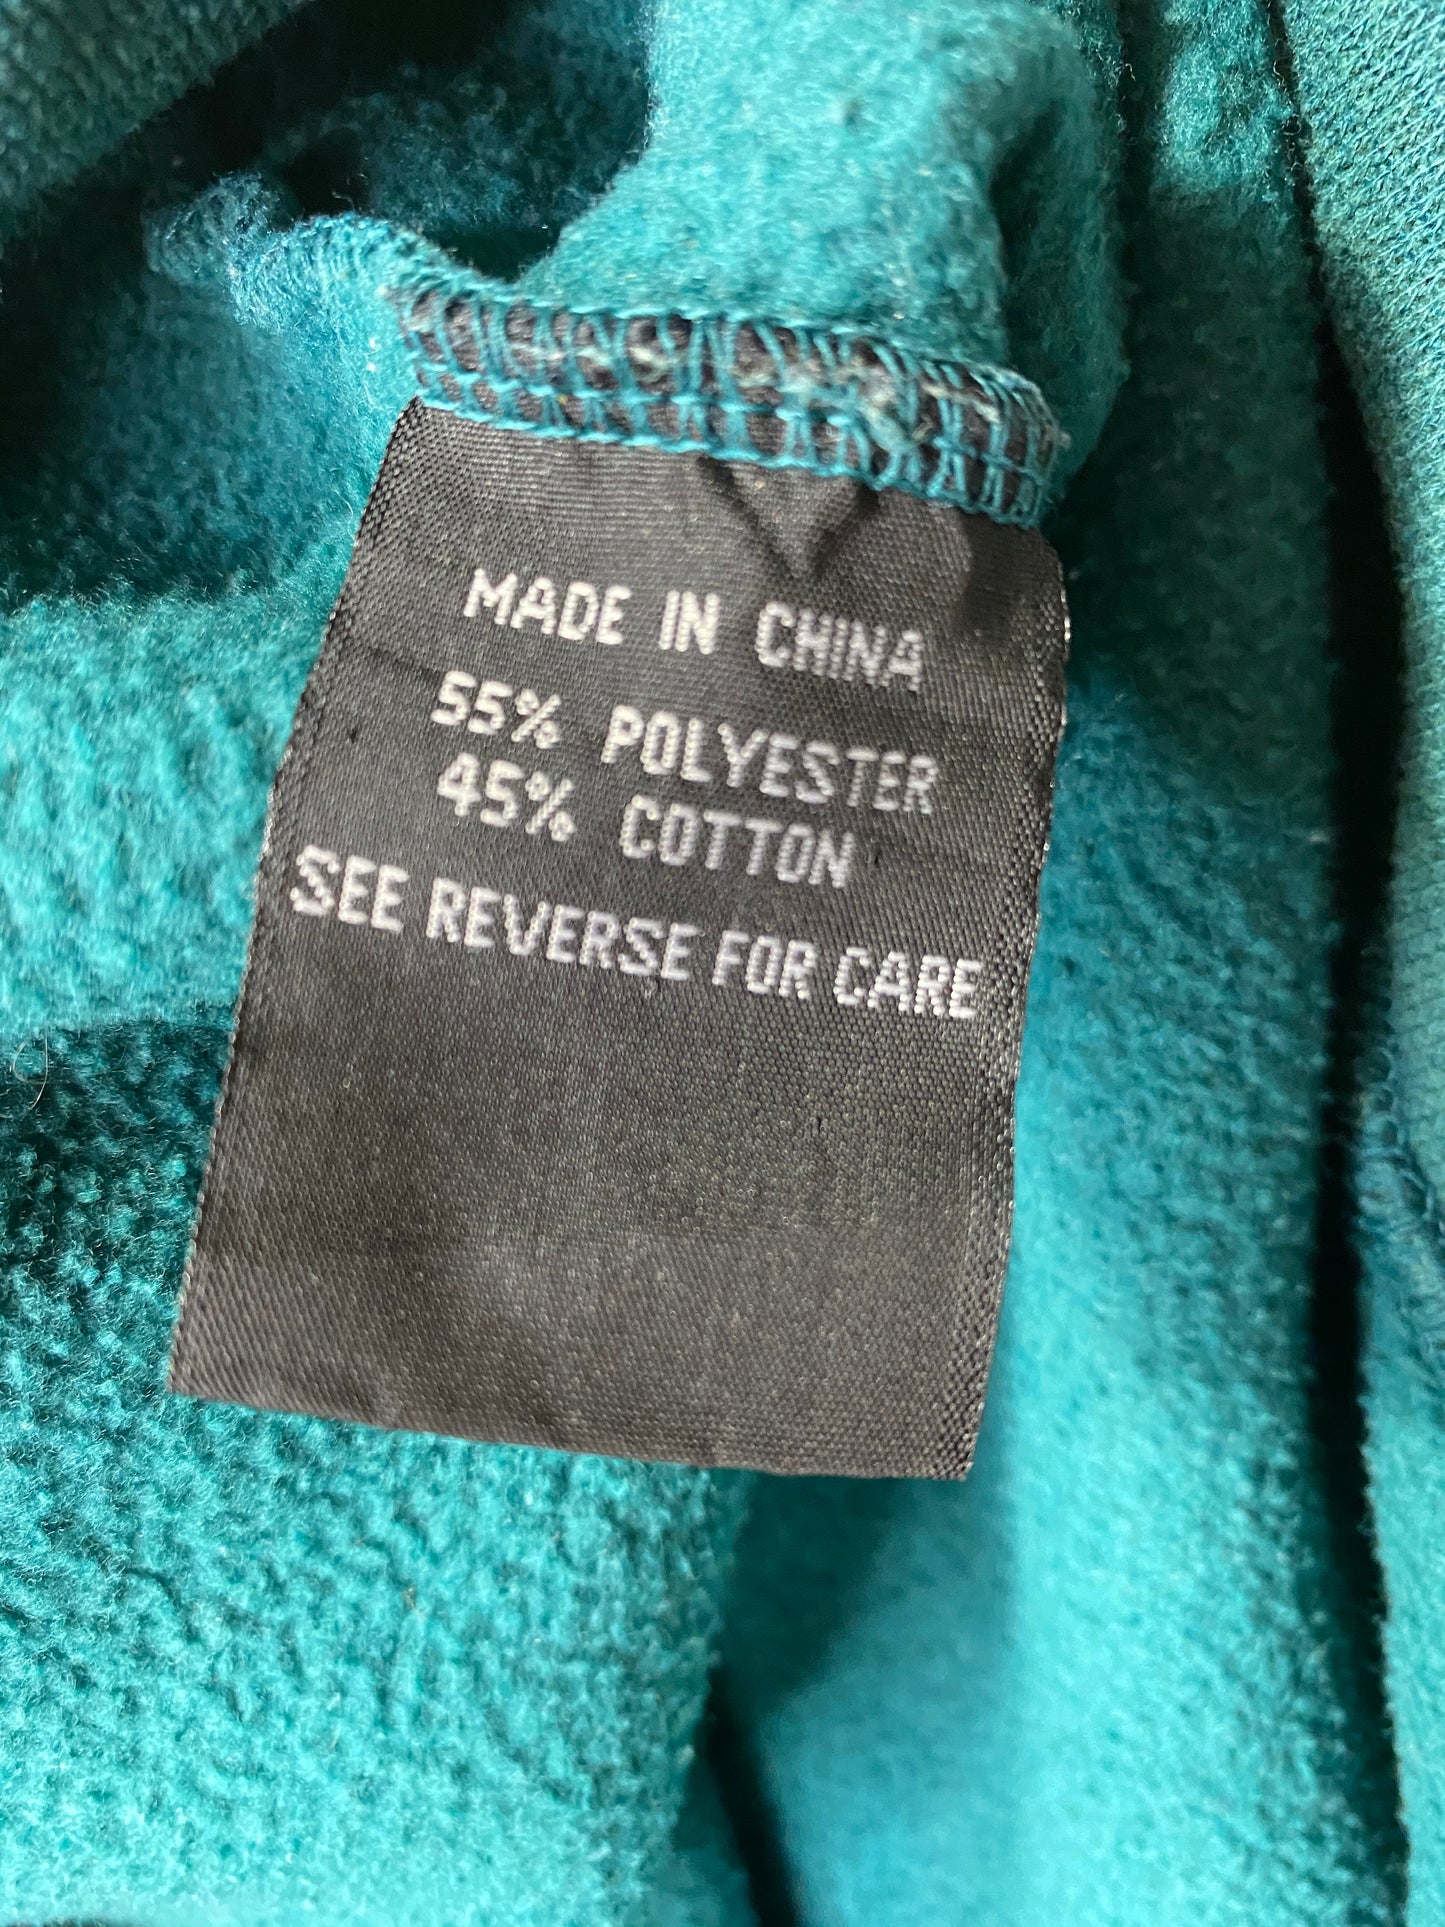 MADE IN CHINA
55% POLYESTER
45% COTTON
SEE REVERSE FOR CARE